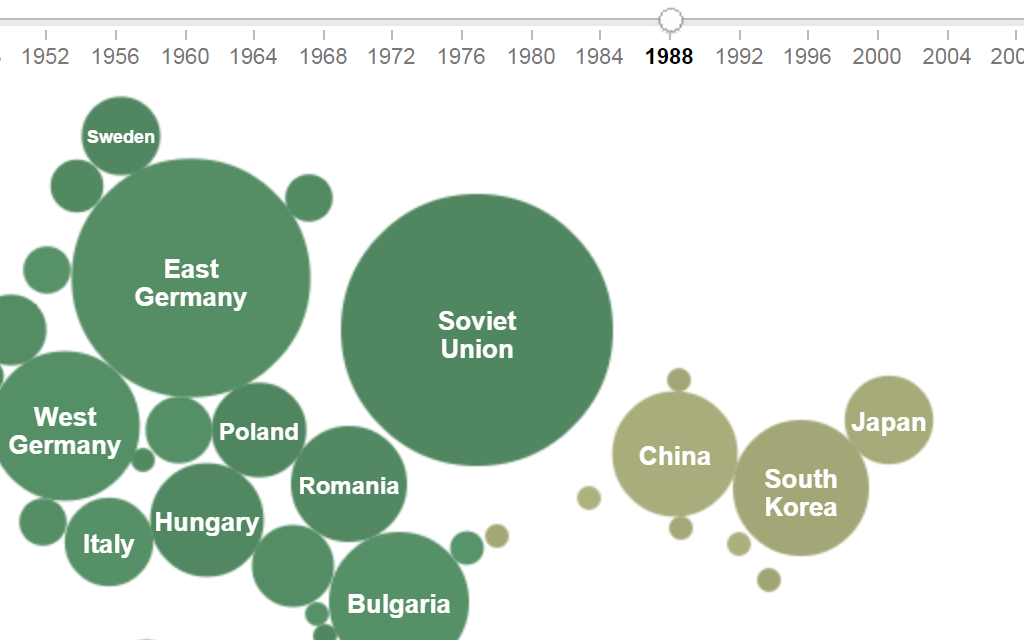 1952 1956 1960 1964 1968 1972 1976 1980 1984 1988 1992 1996 2000 2004
Sweden
East
Germany
Soviet
Union
West
Germany
Poland
Japan
China
South
Korea
Romania
Hungary
Italy
Bulgaria